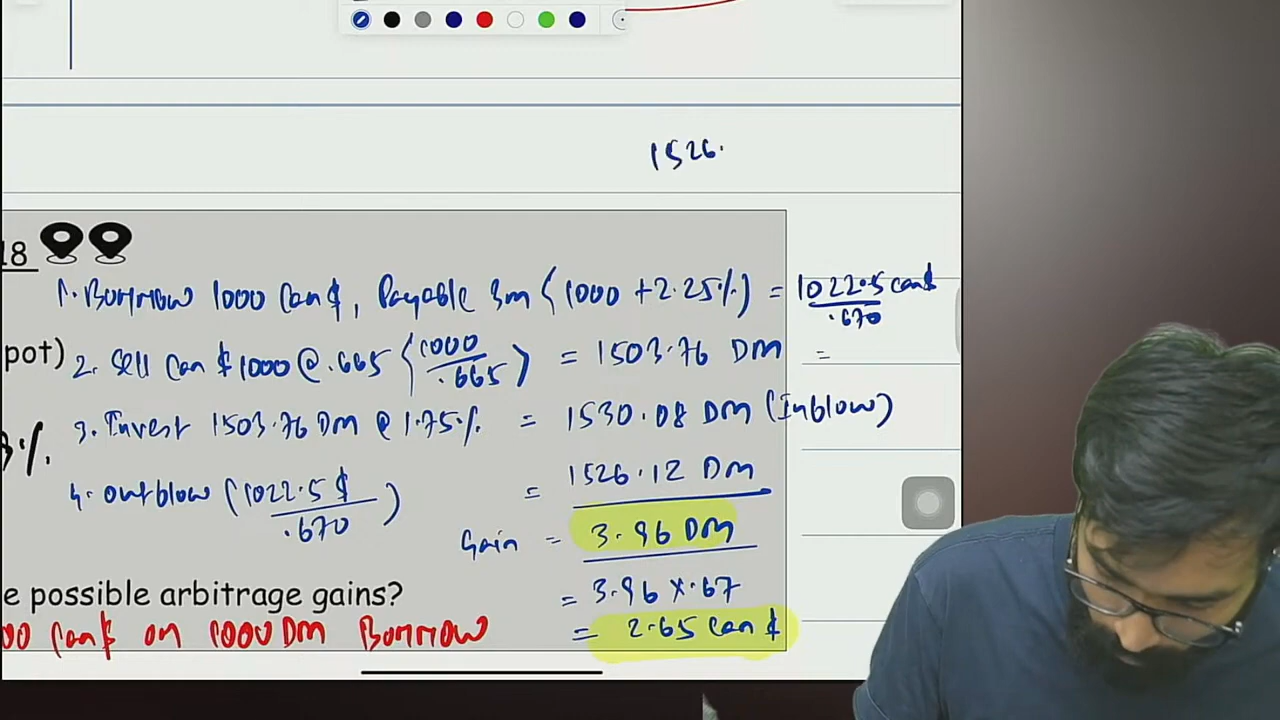 1526.
18
1. Borrow 1000 Can$, Payable 3m (1000 + 2.25%) = 1022.5 can$
.670
=
pot)
2. Sell Can $1000 @ .665 (1000/.665) = 1503.76 DM
3. Invest 1503.76 DM @ 1.75% = 1530.08 DM (Inflow)
3%
4. outflow (1022.5 $/.670) = 1526.12 DM
Gain = 3.96 DM
= 3.96 x .67
e possible arbitrage gains?
= 2.65 can $
00 Can$ or 1000 DM Borrow